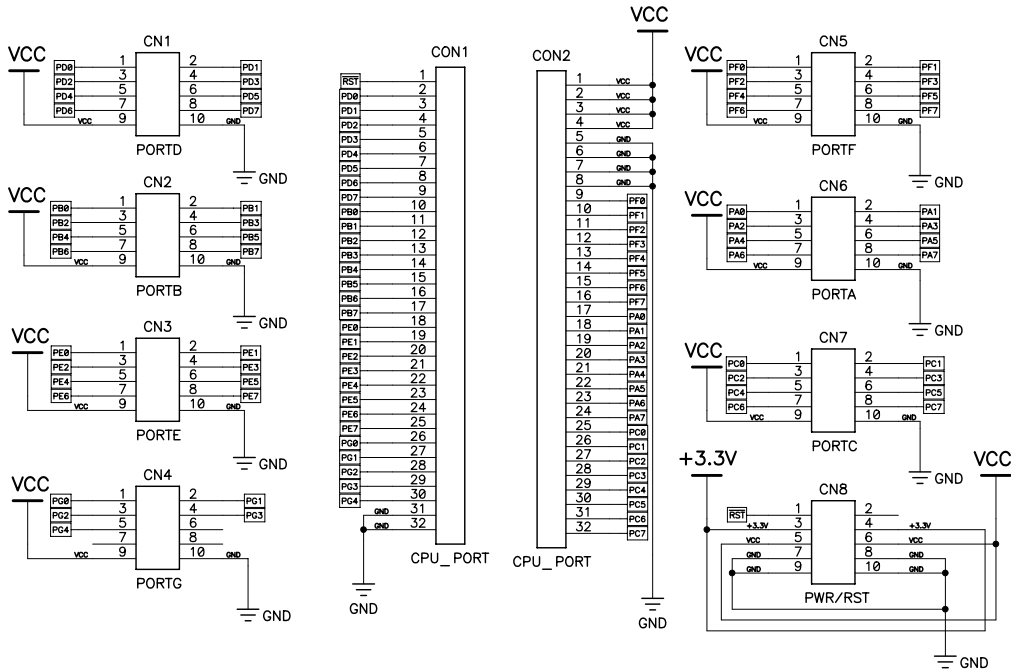 VCC
CN1
PD0 1 2 PD1
PD2 3 4 PD3
PD4 5 6 PD5
PD6 7 8 PD7
VCC 9 10 GND
PORTD
GND
VCC
CN2
PB0 1 2 PB1
PB2 3 4 PB3
PB4 5 6 PB5
PB6 7 8 PB7
VCC 9 10 GND
PORTB
GND
VCC
CN3
PE0 1 2 PE1
PE2 3 4 PE3
PE4 5 6 PE5
PE6 7 8 PE7
VCC 9 10 GND
PORTE
GND
VCC
CN4
PG0 1 2 PG1
PG2 3 4 PG3
PG4 5 6
7 8
VCC 9 10 GND
PORTG
GND
CON1
RST 1
PD0 2
PD1 3
PD2 4
PD3 5
PD4 6
PD5 7
PD6 8
PD7 9
PB0 10
PB1 11
PB2 12
PB3 13
PB4 14
PB5 15
PB6 16
PB7 17
PE0 18
PE1 19
PE2 20
PE3 21
PE4 22
PE5 23
PE6 24
PE7 25
PG0 26
PG1 27
PG2 28
PG3 29
PG4 30
GND 31
GND 32
CPU_PORT
GND
VCC
CON2
1 VCC
2 VCC
3 VCC
4 VCC
5 GND
6 GND
7 GND
8 GND
9 PF0
10 PF1
11 PF2
12 PF3
13 PF4
14 PF5
15 PF6
16 PF7
17 PA0
18 PA1
19 PA2
20 PA3
21 PA4
22 PA5
23 PA6
24 PA7
25 PC0
26 PC1
27 PC2
28 PC3
29 PC4
30 PC5
31 PC6
32 PC7
CPU_PORT
GND
VCC
CN5
PF0 1 2 PF1
PF2 3 4 PF3
PF4 5 6 PF5
PF6 7 8 PF7
VCC 9 10 GND
PORTF
GND
VCC
CN6
PA0 1 2 PA1
PA2 3 4 PA3
PA4 5 6 PA5
PA6 7 8 PA7
VCC 9 10 GND
PORTA
GND
VCC
CN7
PC0 1 2 PC1
PC2 3 4 PC3
PC4 5 6 PC5
PC6 7 8 PC7
VCC 9 10 GND
PORTC
GND
+3.3V
VCC
CN8
RST 1 2
+3.3V 3 4 +3.3V
VCC 5 6 VCC
GND 7 8 GND
GND 9 10 GND
PWR/RST
GND